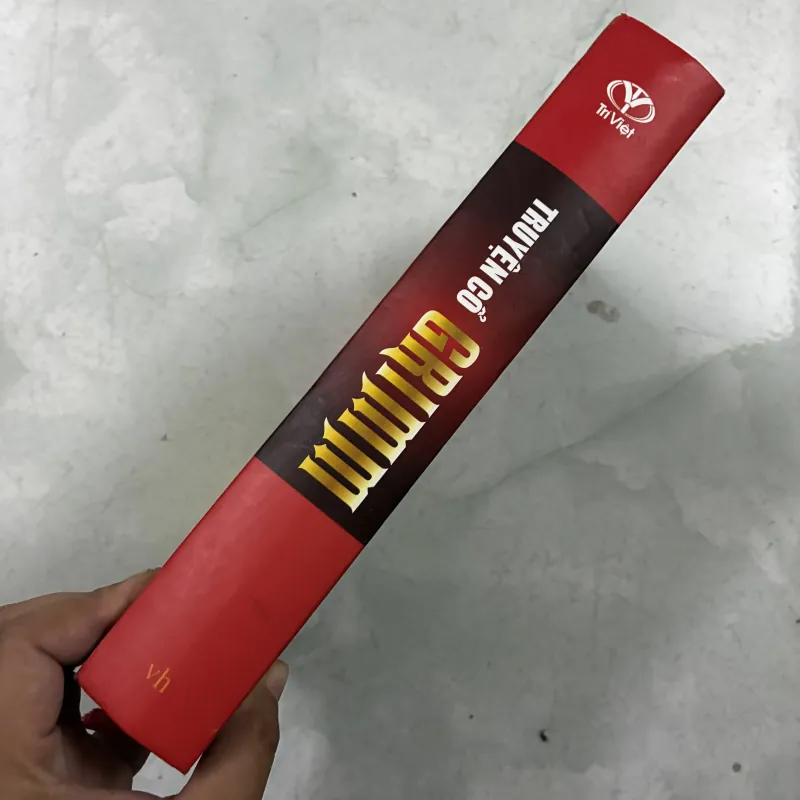 Trí Việt
TRUYỆN CỔ
GRIMM
vh